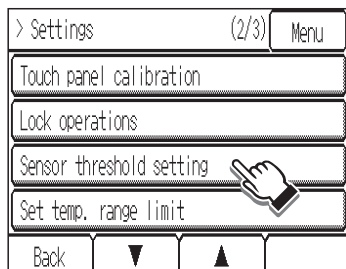 > Settings (2/3) Menu
Touch panel calibration
Lock operations
Sensor threshold setting
Set temp. range limit
Back ▼ ▲